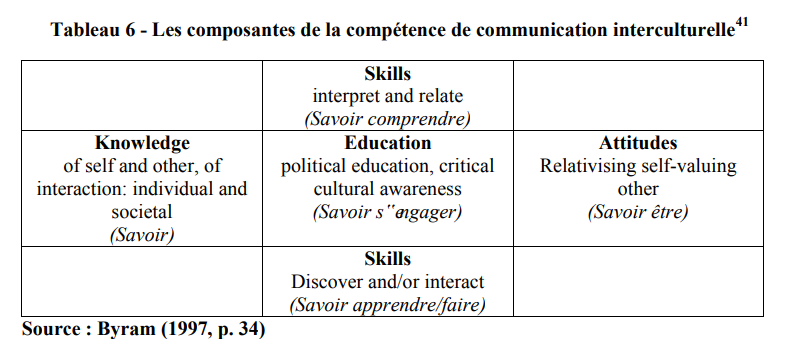 Tableau 6 - Les composantes de la compétence de communication interculturelle41
Skills
interpret and relate
(Savoir comprendre)
Knowledge
of self and other, of
interaction: individual and
societal
(Savoir)
Education
political education, critical
cultural awareness
(Savoir s‟engager)
Attitudes
Relativising self-valuing
other
(Savoir être)
Skills
Discover and/or interact
(Savoir apprendre/faire)
Source : Byram (1997, p. 34)